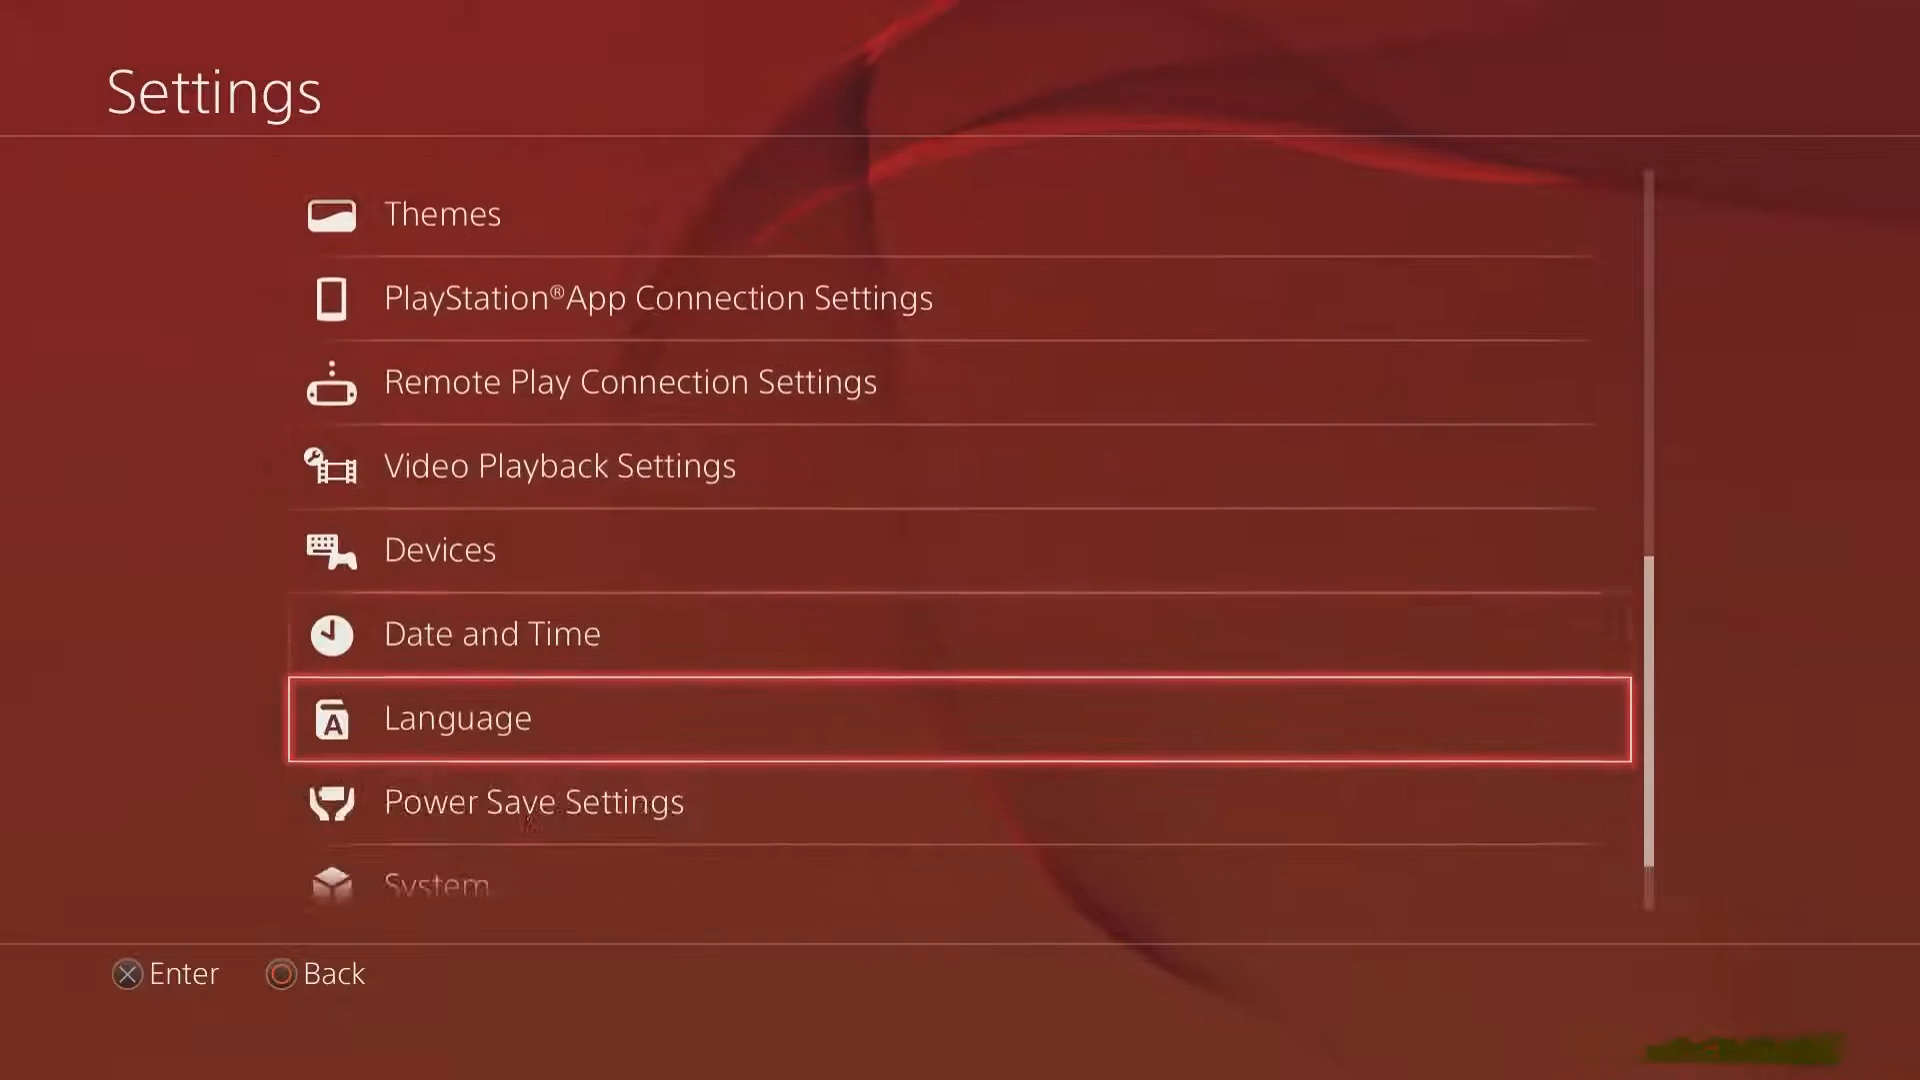 Settings
Themes
PlayStation®App Connection Settings
Remote Play Connection Settings
Video Playback Settings
Devices
Date and Time
Language
Power Save Settings
System
Enter Back